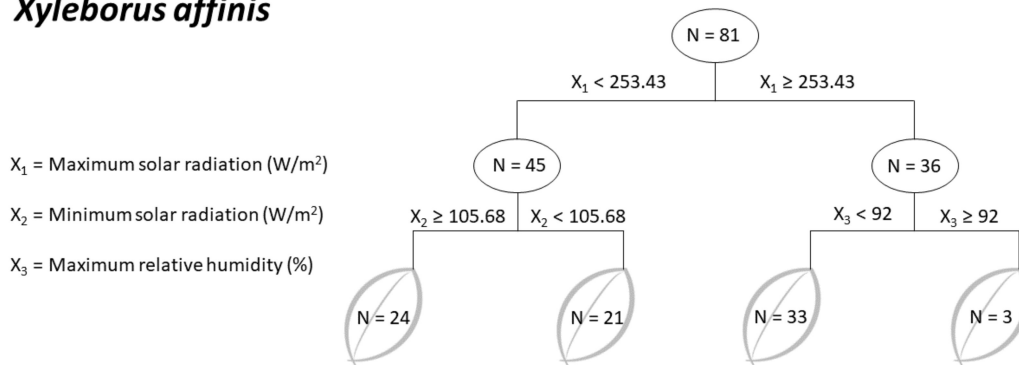 Xyleborus affinis
N = 81
X₁ < 253.43
X₁ ≥ 253.43
X₁ = Maximum solar radiation (W/m²)
N = 45
N = 36
X₂ = Minimum solar radiation (W/m²)
X₂ ≥ 105.68
X₂ < 105.68
X₃ < 92
X₃ ≥ 92
X₃ = Maximum relative humidity (%)
N = 24
N = 21
N = 33
N = 3